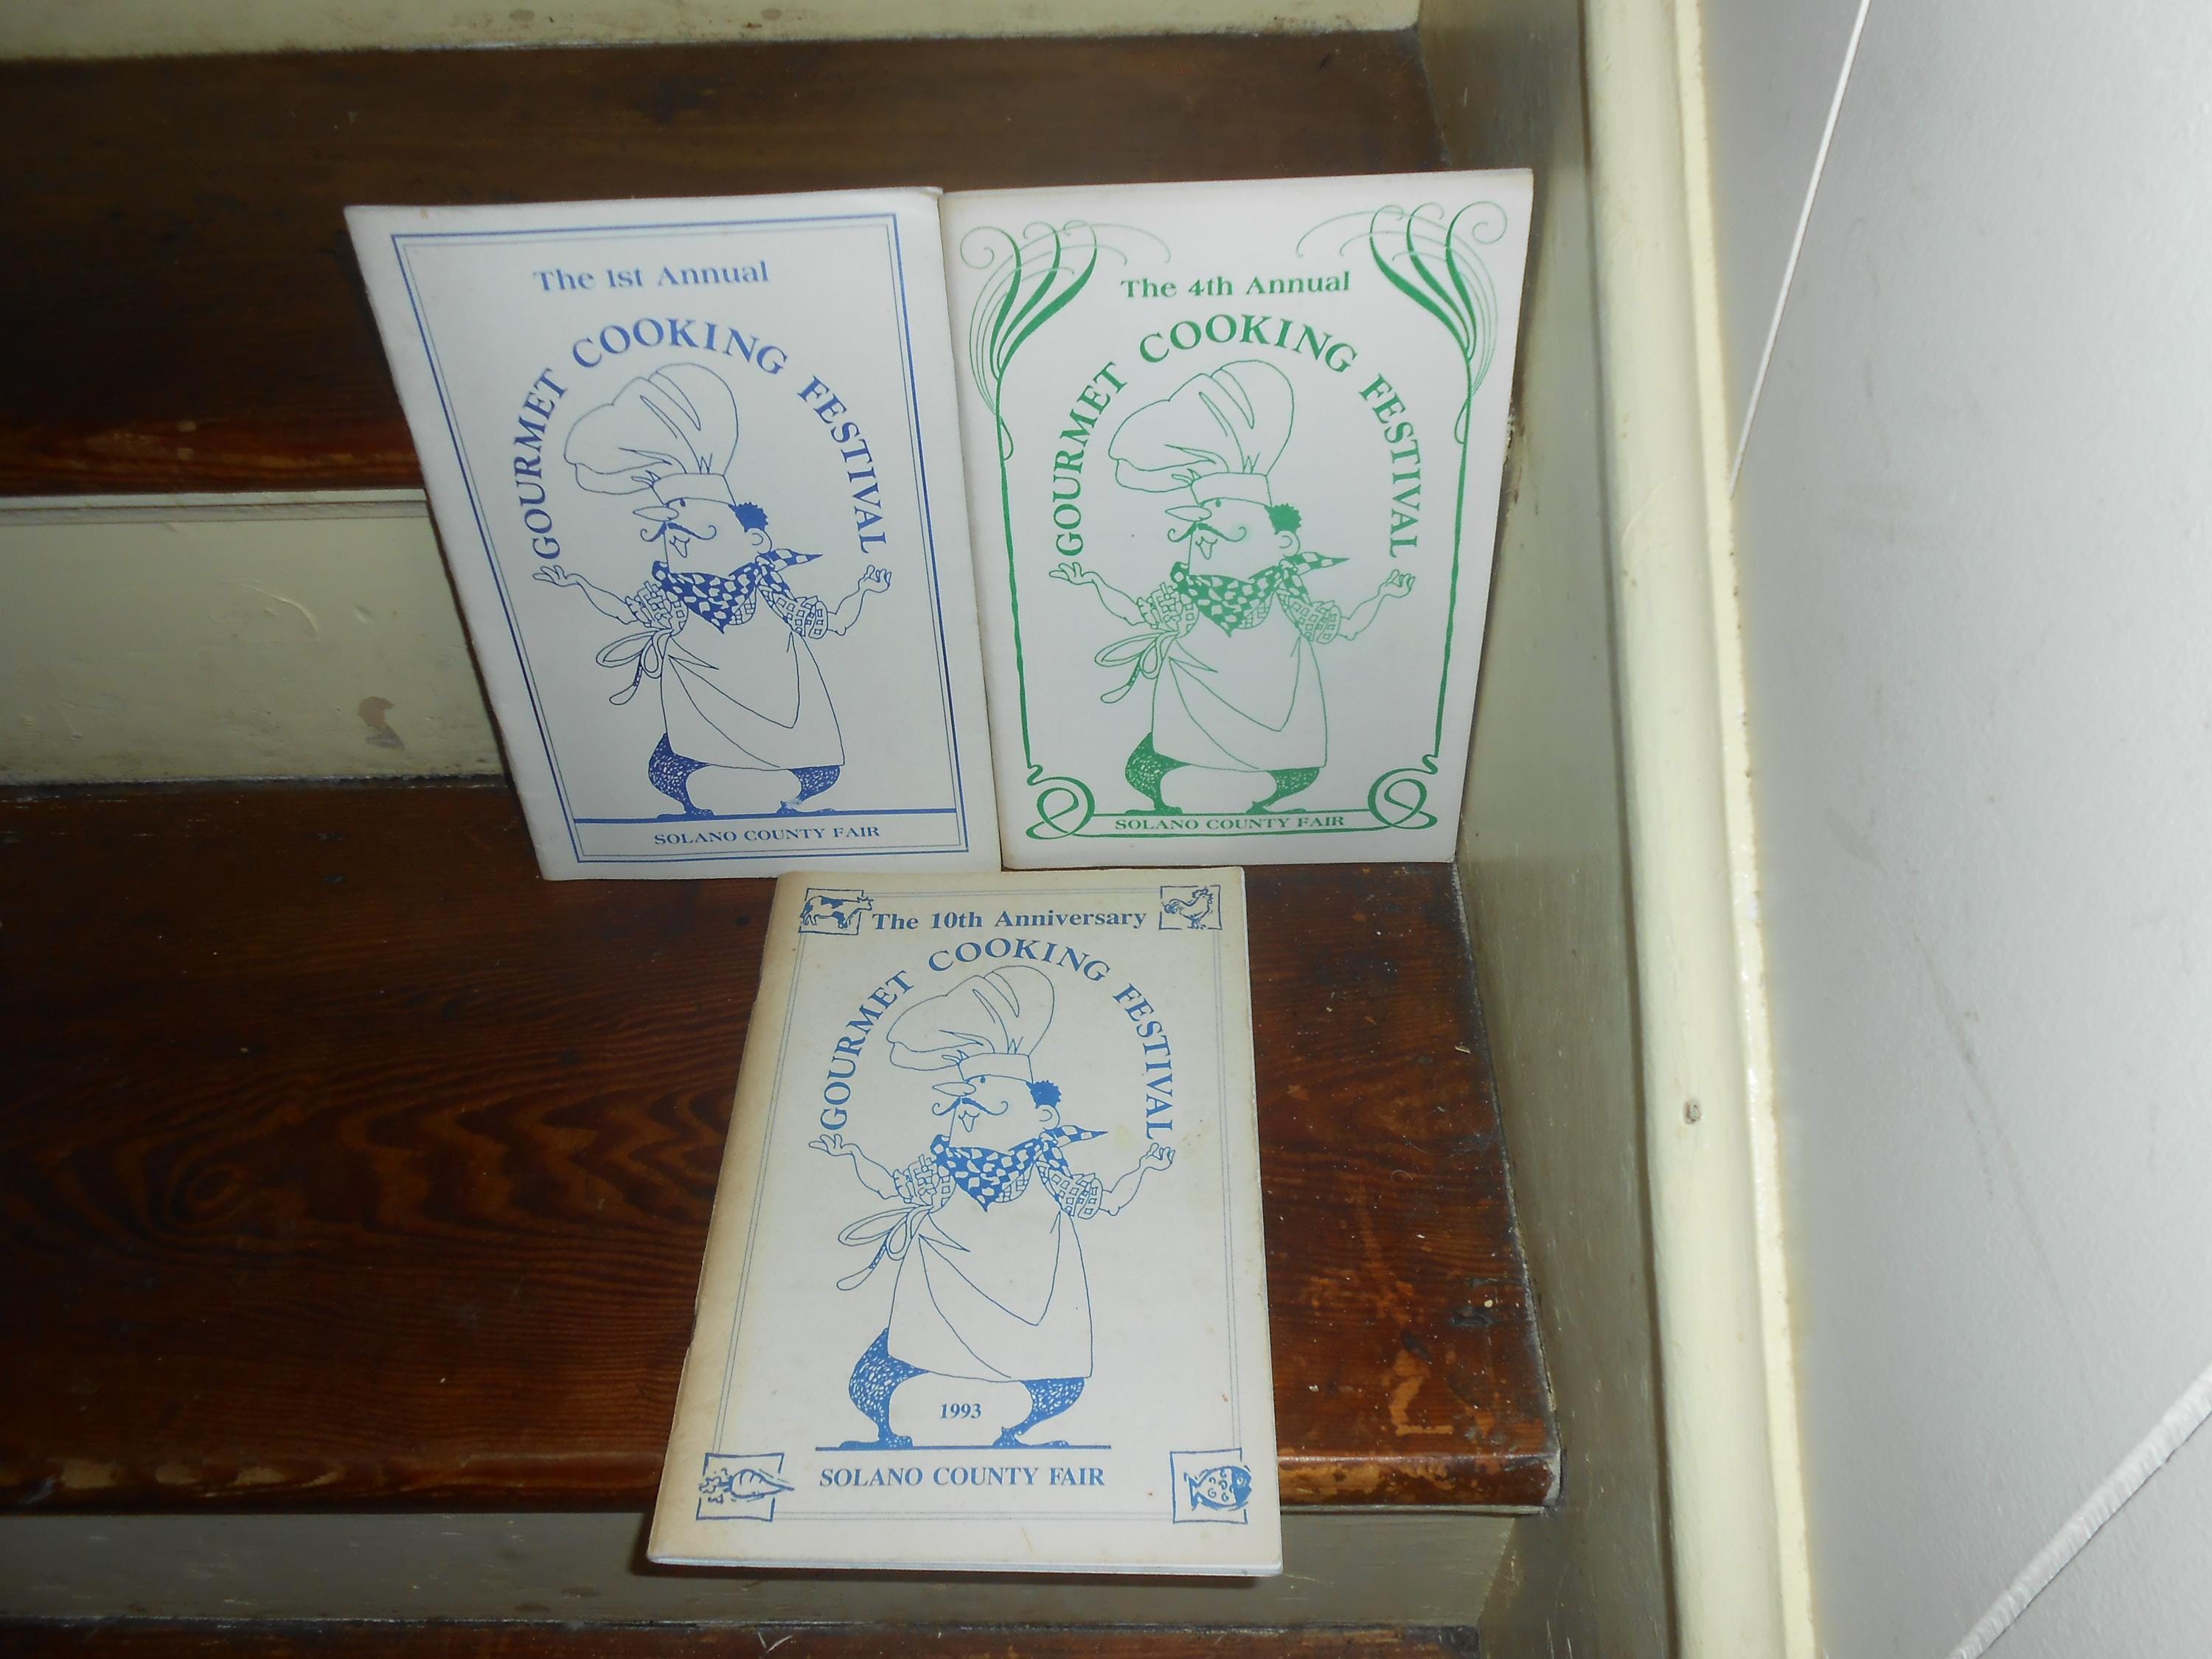 The 1st Annual
GOURMET COOKING FESTIVAL
SOLANO COUNTY FAIR
The 4th Annual
GOURMET COOKING FESTIVAL
SOLANO COUNTY FAIR
The 10th Anniversary
GOURMET COOKING FESTIVAL
1993
SOLANO COUNTY FAIR